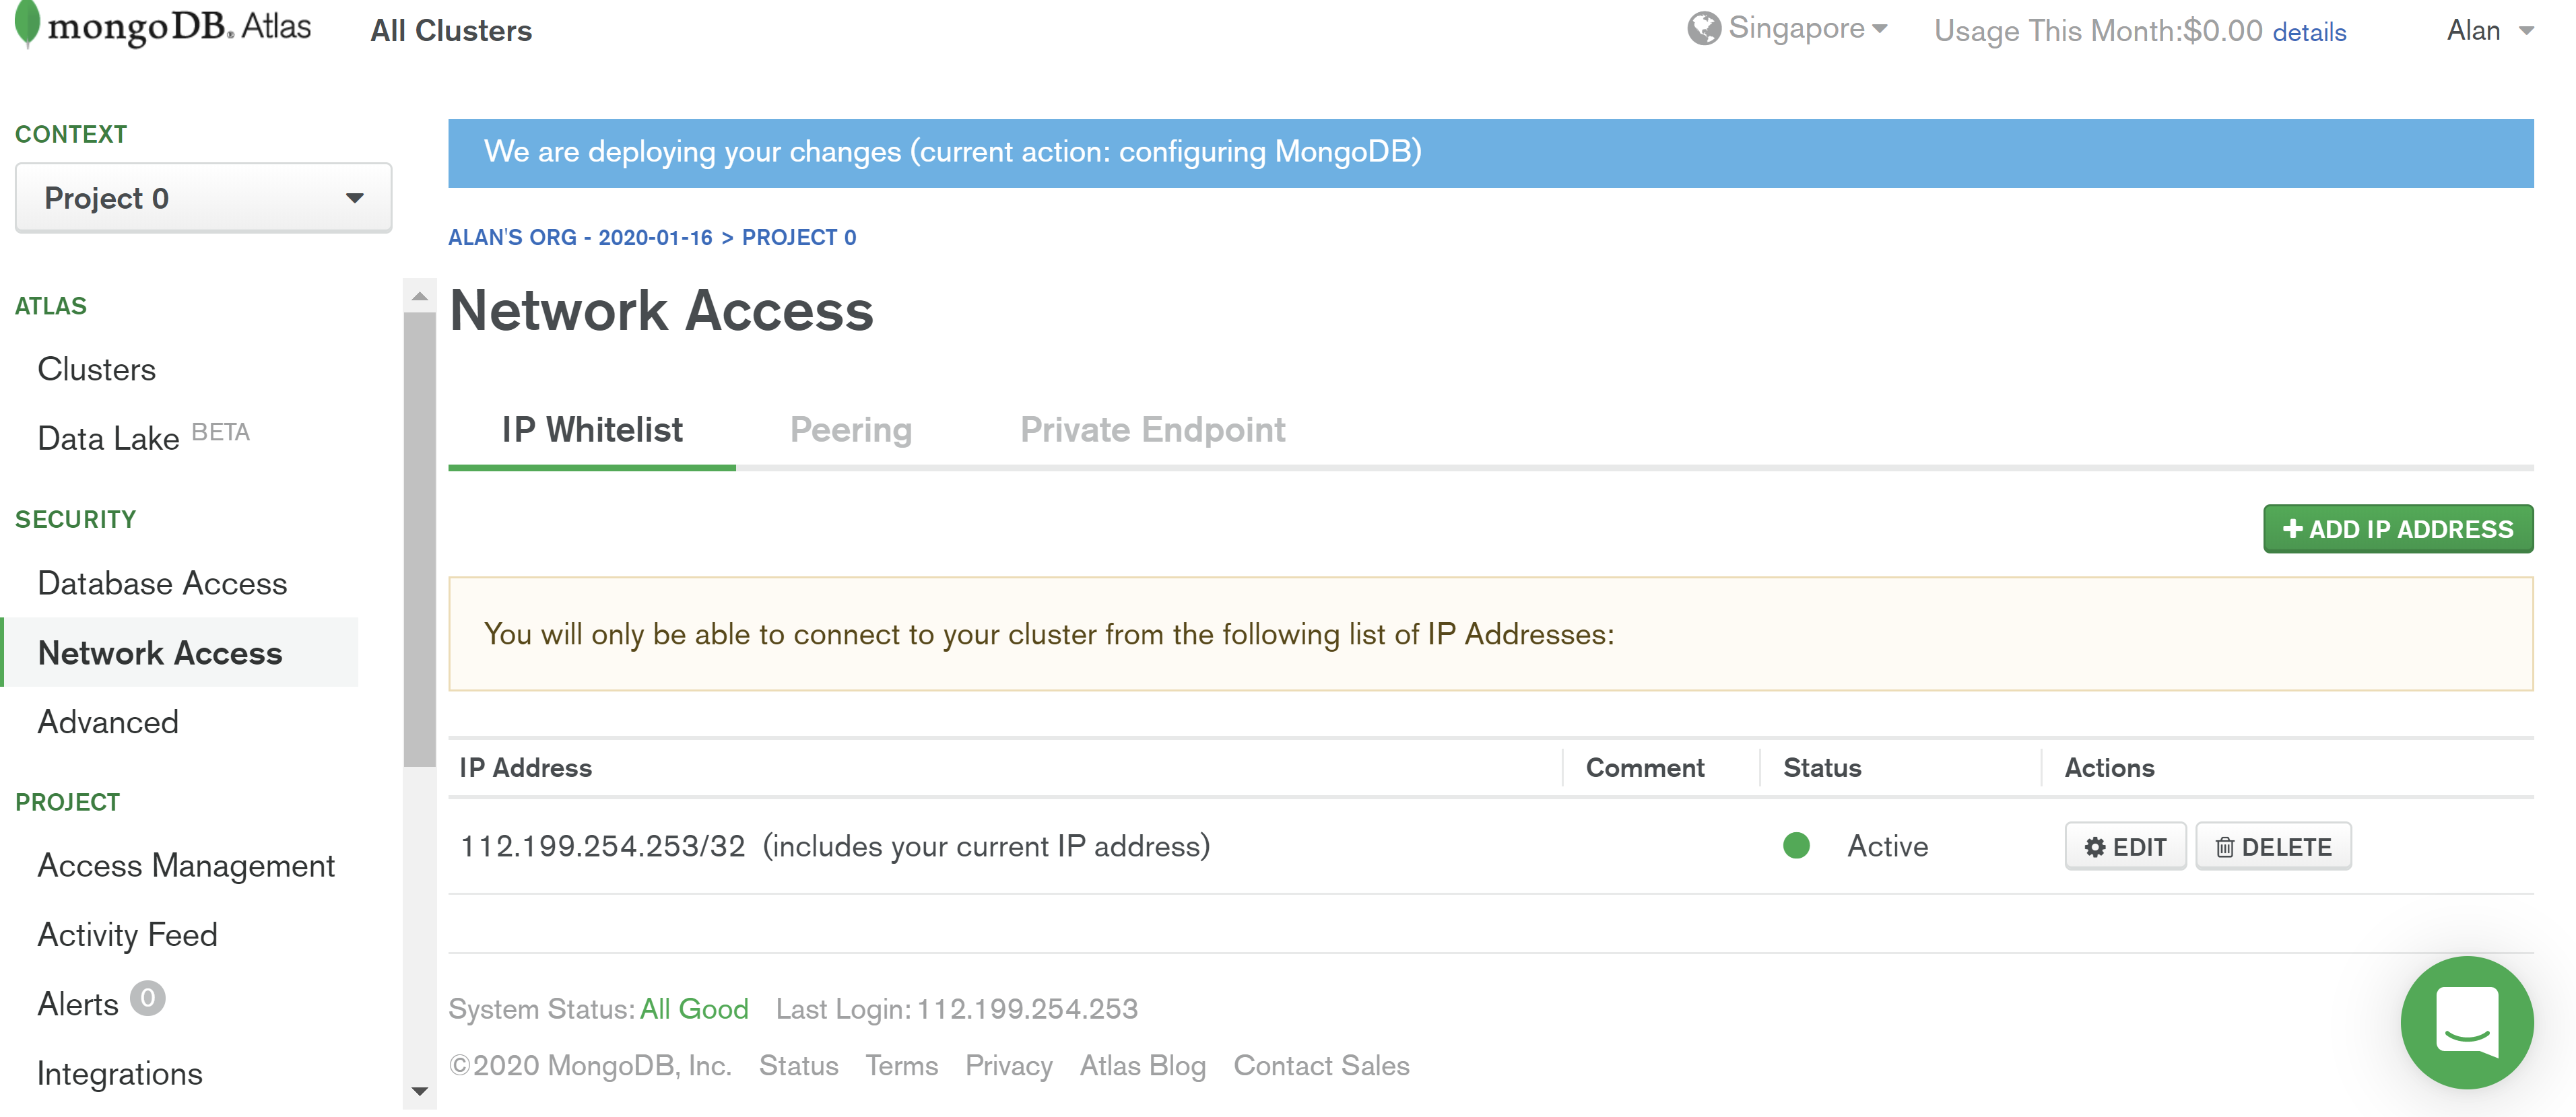 mongoDB® Atlas
All Clusters
Singapore
Usage This Month:$0.00 details
Alan
CONTEXT
Project 0
ATLAS
Clusters
Data Lake BETA
SECURITY
Database Access
Network Access
Advanced
PROJECT
Access Management
Activity Feed
Alerts 0
Integrations
We are deploying your changes (current action: configuring MongoDB)
ALAN'S ORG - 2020-01-16 > PROJECT 0
Network Access
IP Whitelist
Peering
Private Endpoint
ADD IP ADDRESS
You will only be able to connect to your cluster from the following list of IP Addresses:
IP Address Comment Status Actions
112.199.254.253/32 (includes your current IP address) Active EDIT DELETE
System Status: All Good Last Login: 112.199.254.253
©2020 MongoDB, Inc. Status Terms Privacy Atlas Blog Contact Sales